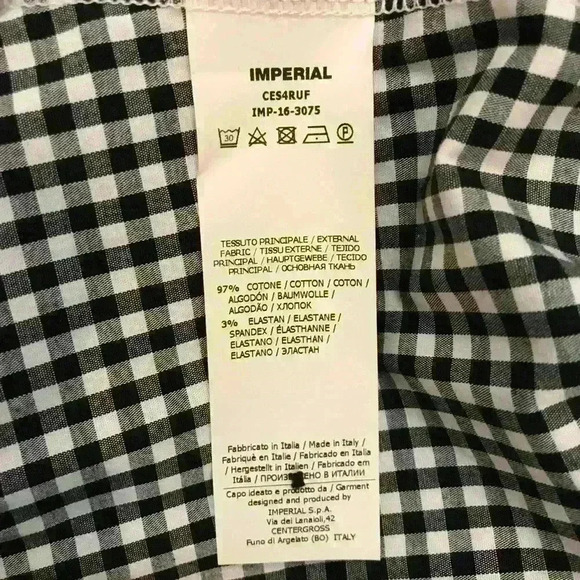 IMPERIAL
CES4RUF
IMP-16-3075
30
P
TESSUTO PRINCIPALE / EXTERNAL
FABRIC / TISSU EXTERNE / TEJIDO
PRINCIPAL / HAUPTGEWEBE / TECIDO
PRINCIPAL / ОСНОВНАЯ ТКАНЬ
97% COTONE / COTTON / COTON /
ALGODÓN / BAUMWOLLE /
ALGODÃO / ХЛОПОК
3% ELASTAN / ELASTANE /
SPANDEX / ÉLASTHANNE /
ELASTANO / ELASTHAN /
ELASTANO / ЭЛАСТАН
Fabbricato in Italia / Made in Italy /
Fabriqué en Italie / Fabricado en Italia
/ Hergestellt in Italien / Fabricado em
Itália / ПРОИЗВЕДЕНО В ИТАЛИИ
Capo ideato e prodotto da / Garment
designed and produced by
IMPERIAL S.p.A.
Via dei Lanaioli,42
CENTERGROSS
Funo di Argelato (BO) ITALY